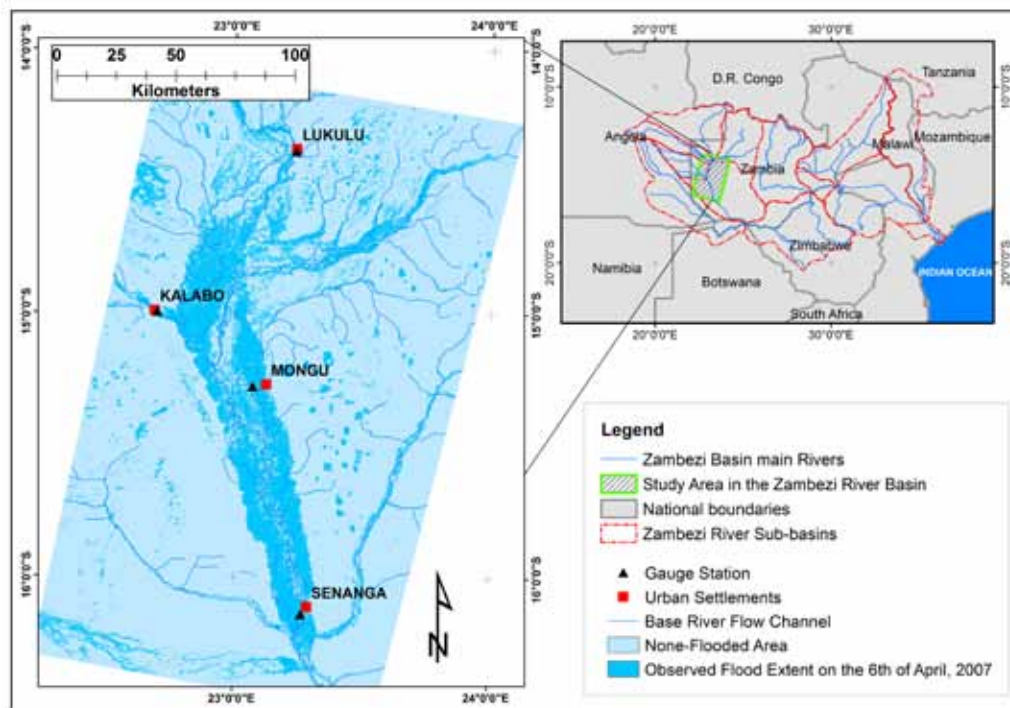 23°0'0"E
24°0'0"E
0 25 50 100
Kilometers
14°0'0"S
14°0'0"S
LUKULU
KALABO
15°0'0"S
15°0'0"S
MONGU
SENANGA
16°0'0"S
16°0'0"S
N
23°0'0"E
24°0'0"E
20°0'0"E
30°0'0"E
D.R. Congo
Tanzania
10°0'0"S
10°0'0"S
Angola
Malawi
Mozambique
Zambia
Zimbabwe
20°0'0"S
20°0'0"S
Namibia
Botswana
INDIAN OCEAN
South Africa
20°0'0"E
30°0'0"E
Legend
Zambezi Basin main Rivers
Study Area in the Zambezi River Basin
National boundaries
Zambezi River Sub-basins
Gauge Station
Urban Settlements
Base River Flow Channel
None-Flooded Area
Observed Flood Extent on the 6th of April, 2007